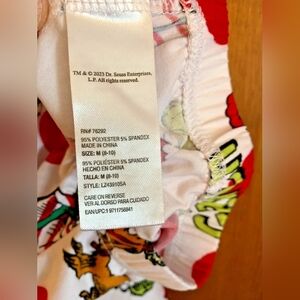 TM & © 2023 Dr. Seuss Enterprises,
L.P. All rights reserved.
RN# 76292
95% POLYESTER 5% SPANDEX
MADE IN CHINA
SIZE: M (8-10)
95% POLIÉSTER 5% SPANDEX
HECHO EN CHINA
TALLA: M (8-10)
STYLE: LZ43910SA
CARE ON REVERSE
VER AL DORSO PARA CUIDADO